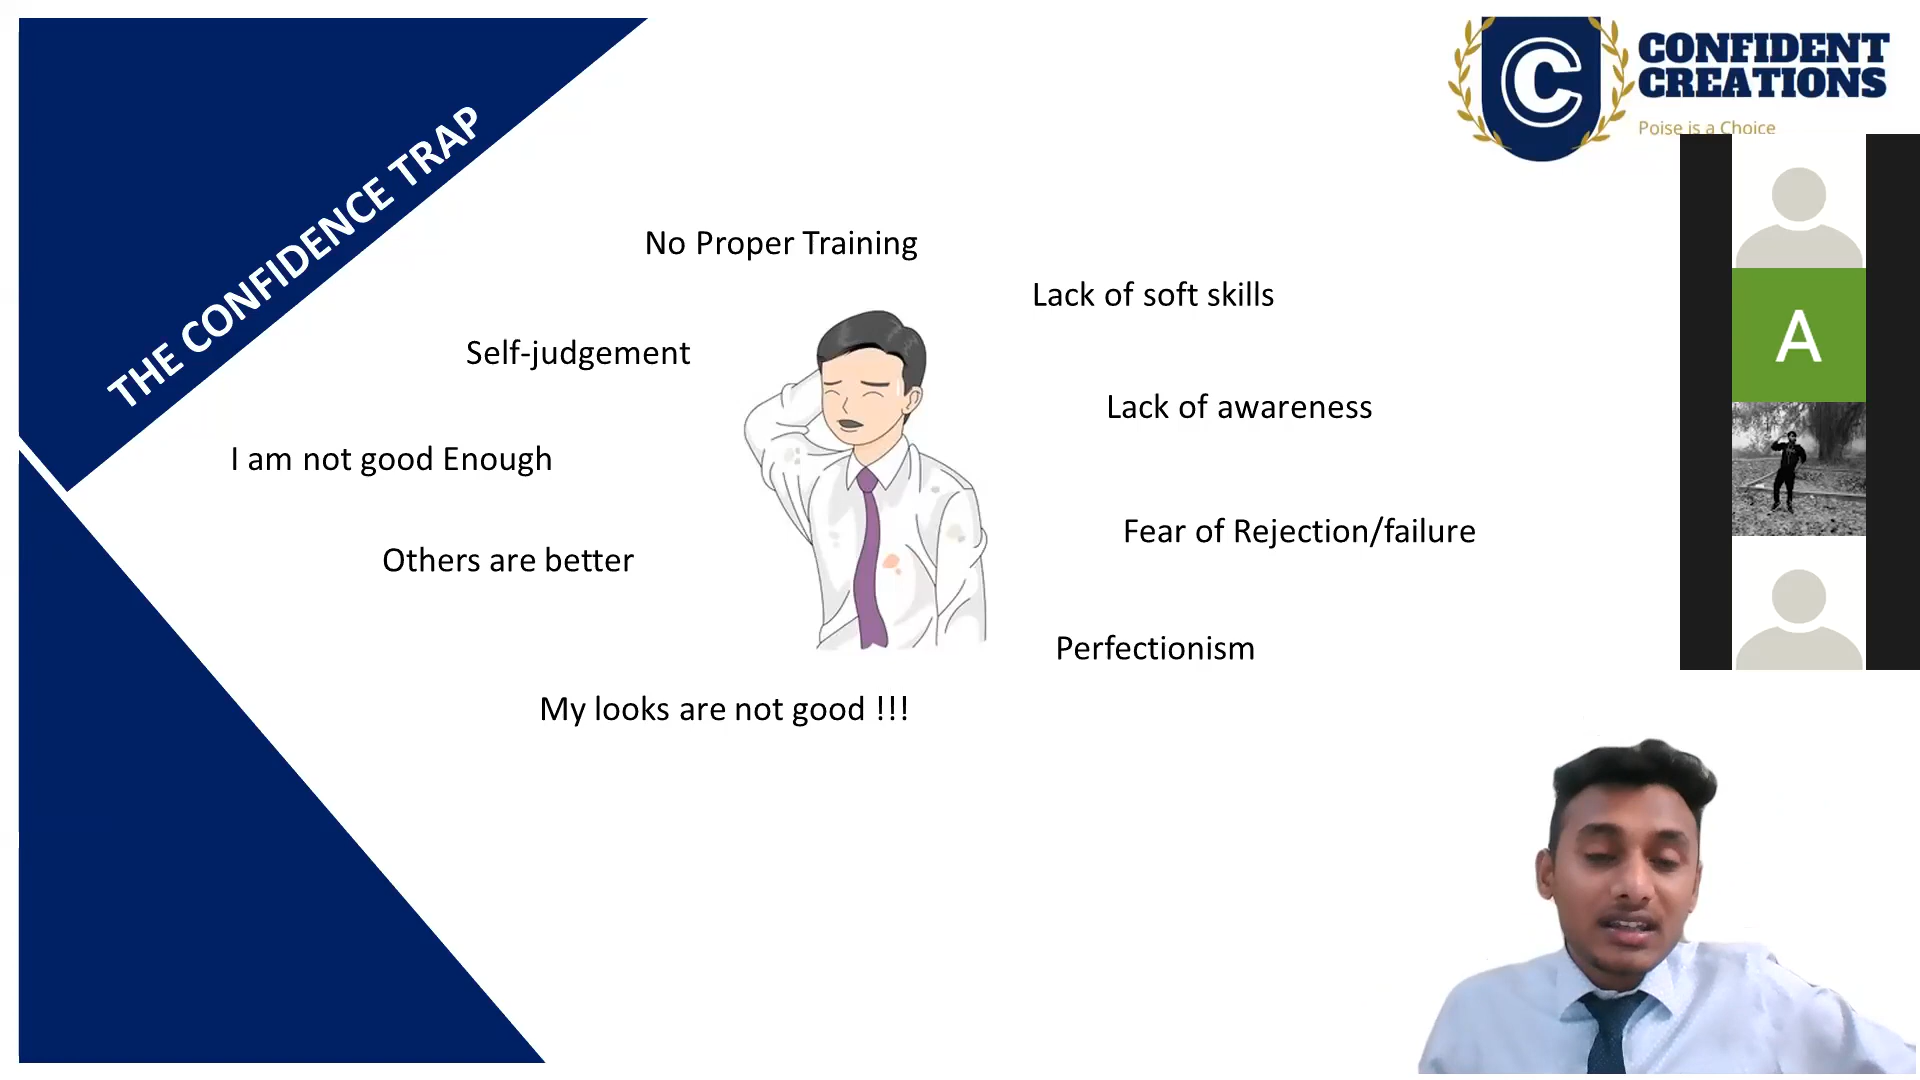 THE CONFIDENCE TRAP
C
CONFIDENT
CREATIONS
Poise is a Choice
No Proper Training
Lack of soft skills
Self-judgement
Lack of awareness
I am not good Enough
Fear of Rejection/failure
Others are better
Perfectionism
My looks are not good !!!
A